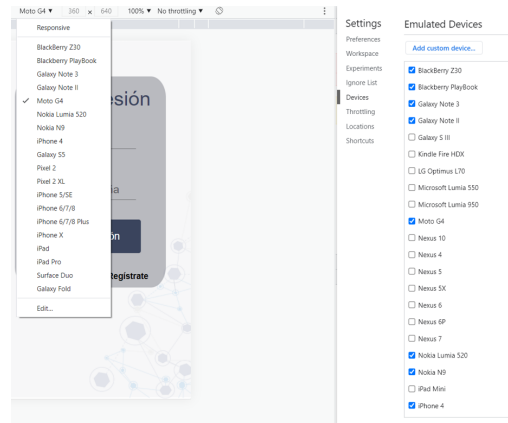 Moto G4 ▼ 360 × 640 100% ▼ No throttling ▼
Responsive
BlackBerry Z30
Blackberry PlayBook
Galaxy Note 3
Galaxy Note II
✓ Moto G4
Nokia Lumia 520
Nokia N9
iPhone 4
Galaxy S5
Pixel 2
Pixel 2 XL
iPhone 5/SE
iPhone 6/7/8
iPhone 6/7/8 Plus
iPhone X
iPad
iPad Pro
Surface Duo
Galaxy Fold
Edit...
esión
ia
ón
Regístrate
Settings
Preferences
Workspace
Experiments
Ignore List
Devices
Throttling
Locations
Shortcuts
Emulated Devices
Add custom device...
BlackBerry Z30
Blackberry PlayBook
Galaxy Note 3
Galaxy Note II
Galaxy S III
Kindle Fire HDX
LG Optimus L70
Microsoft Lumia 550
Microsoft Lumia 950
Moto G4
Nexus 10
Nexus 4
Nexus 5
Nexus 5X
Nexus 6
Nexus 6P
Nexus 7
Nokia Lumia 520
Nokia N9
iPad Mini
iPhone 4